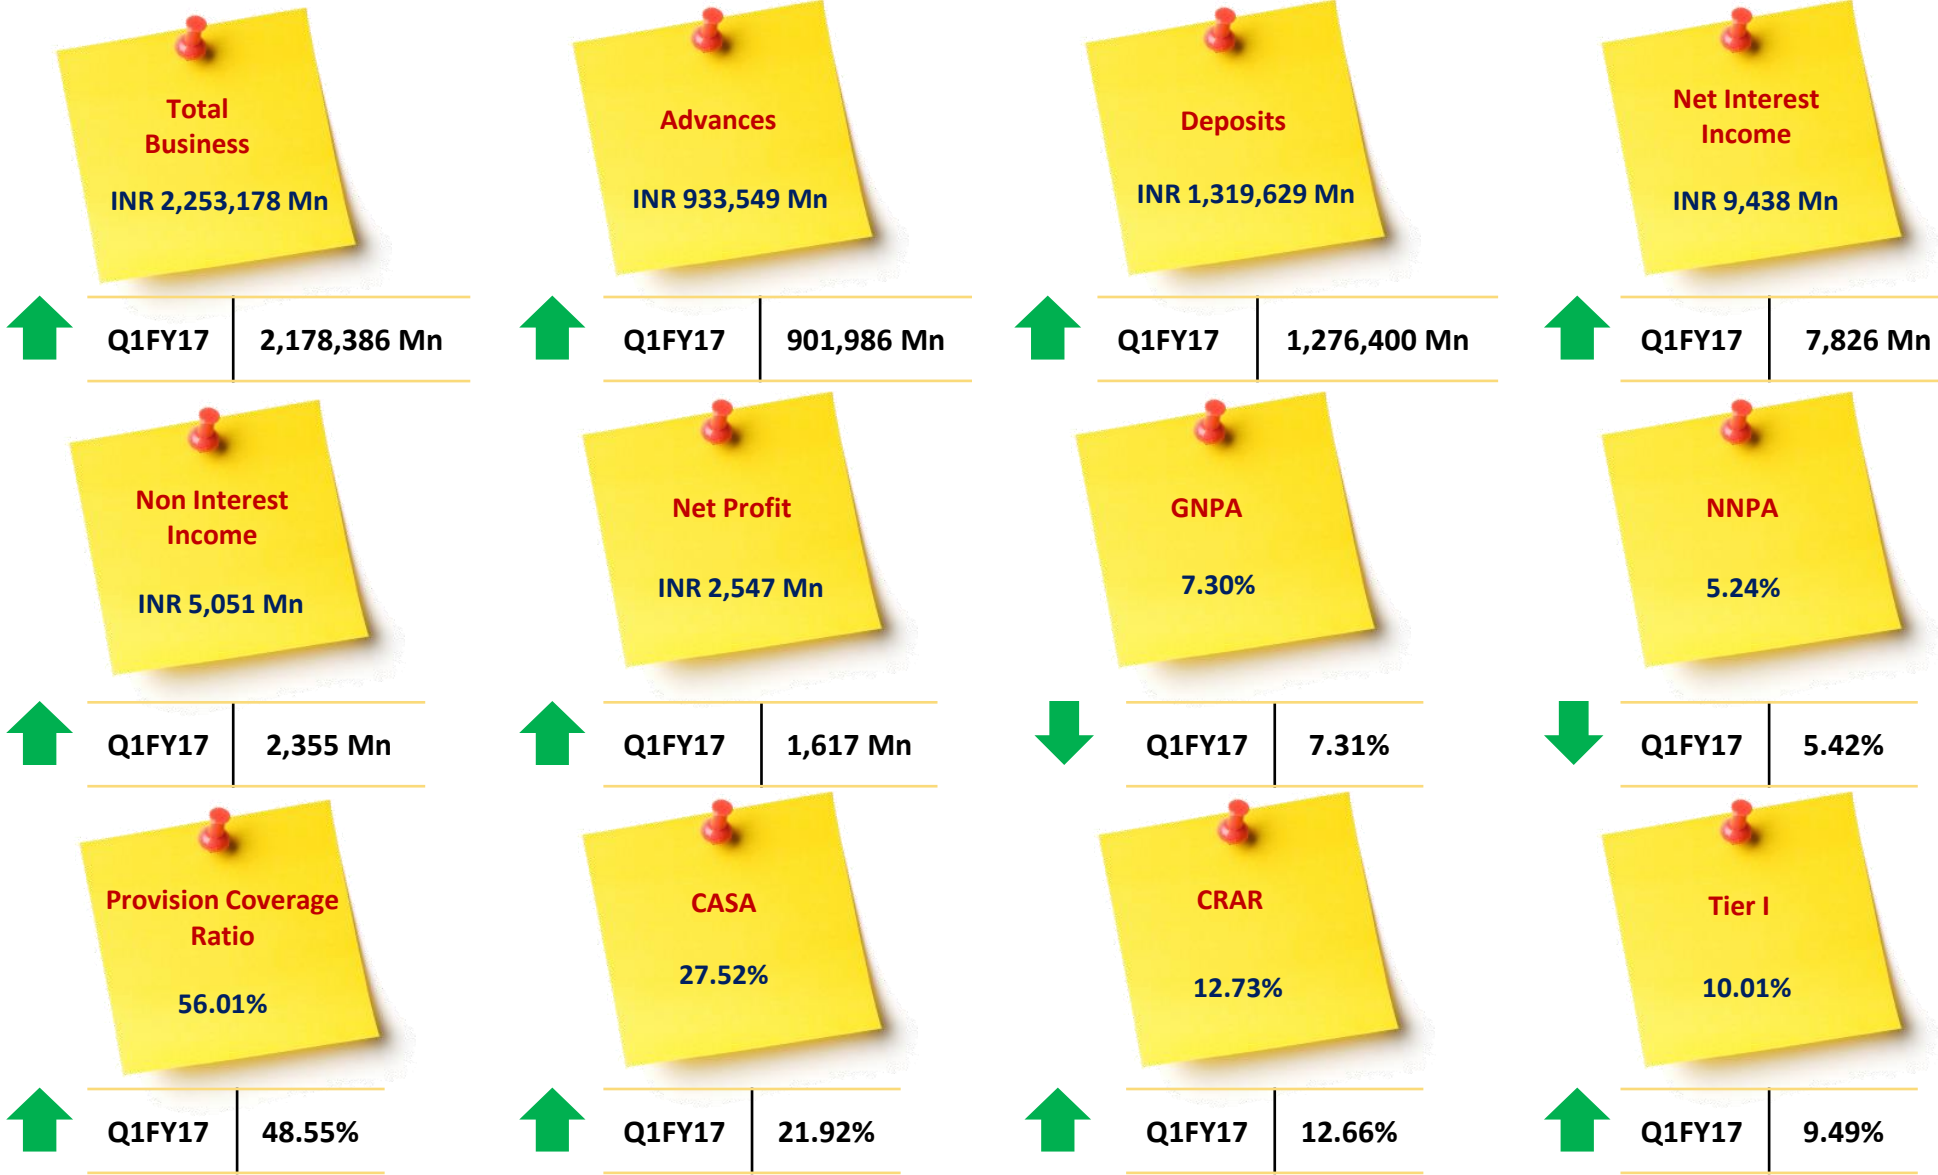 Total
Business
INR 2,253,178 Mn
Advances
INR 933,549 Mn
Deposits
INR 1,319,629 Mn
Net Interest
Income
INR 9,438 Mn
Q1FY17 2,178,386 Mn
Q1FY17 901,986 Mn
Q1FY17 1,276,400 Mn
Q1FY17 7,826 Mn
Non Interest
Income
INR 5,051 Mn
Net Profit
INR 2,547 Mn
GNPA
7.30%
NNPA
5.24%
Q1FY17 2,355 Mn
Q1FY17 1,617 Mn
Q1FY17 7.31%
Q1FY17 5.42%
Provision Coverage
Ratio
56.01%
CASA
27.52%
CRAR
12.73%
Tier I
10.01%
Q1FY17 48.55%
Q1FY17 21.92%
Q1FY17 12.66%
Q1FY17 9.49%